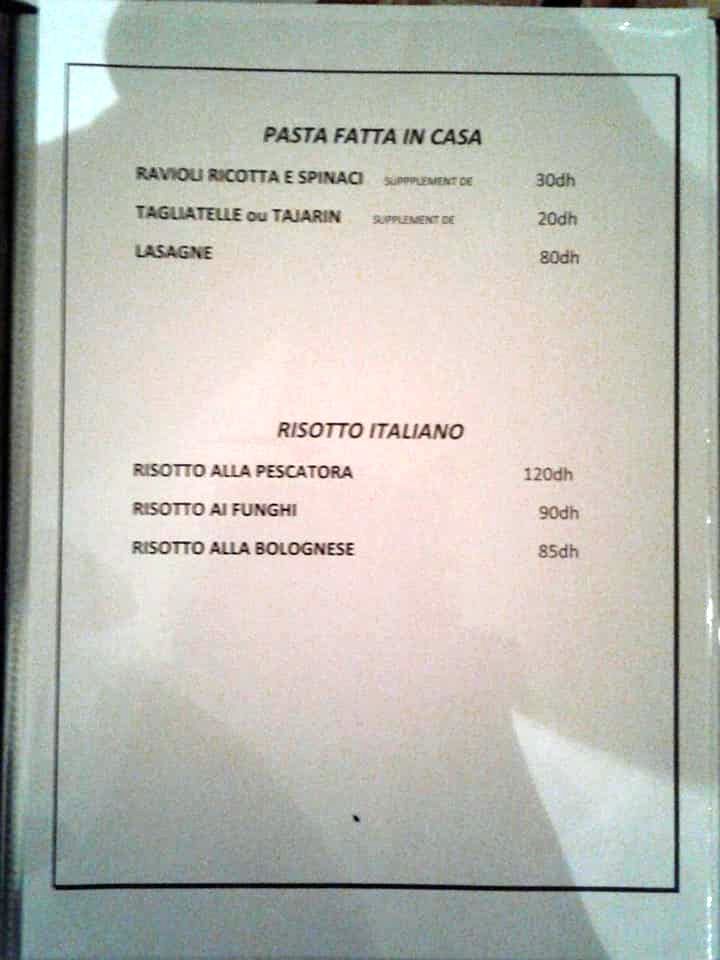 PASTA FATTA IN CASA
RAVIOLI RICOTTA E SPINACI SUPPPLEMENT DE 30dh
TAGLIATELLE ou TAJARIN SUPPLEMENT DE 20dh
LASAGNE 80dh
RISOTTO ITALIANO
RISOTTO ALLA PESCATORA 120dh
RISOTTO AI FUNGHI 90dh
RISOTTO ALLA BOLOGNESE 85dh